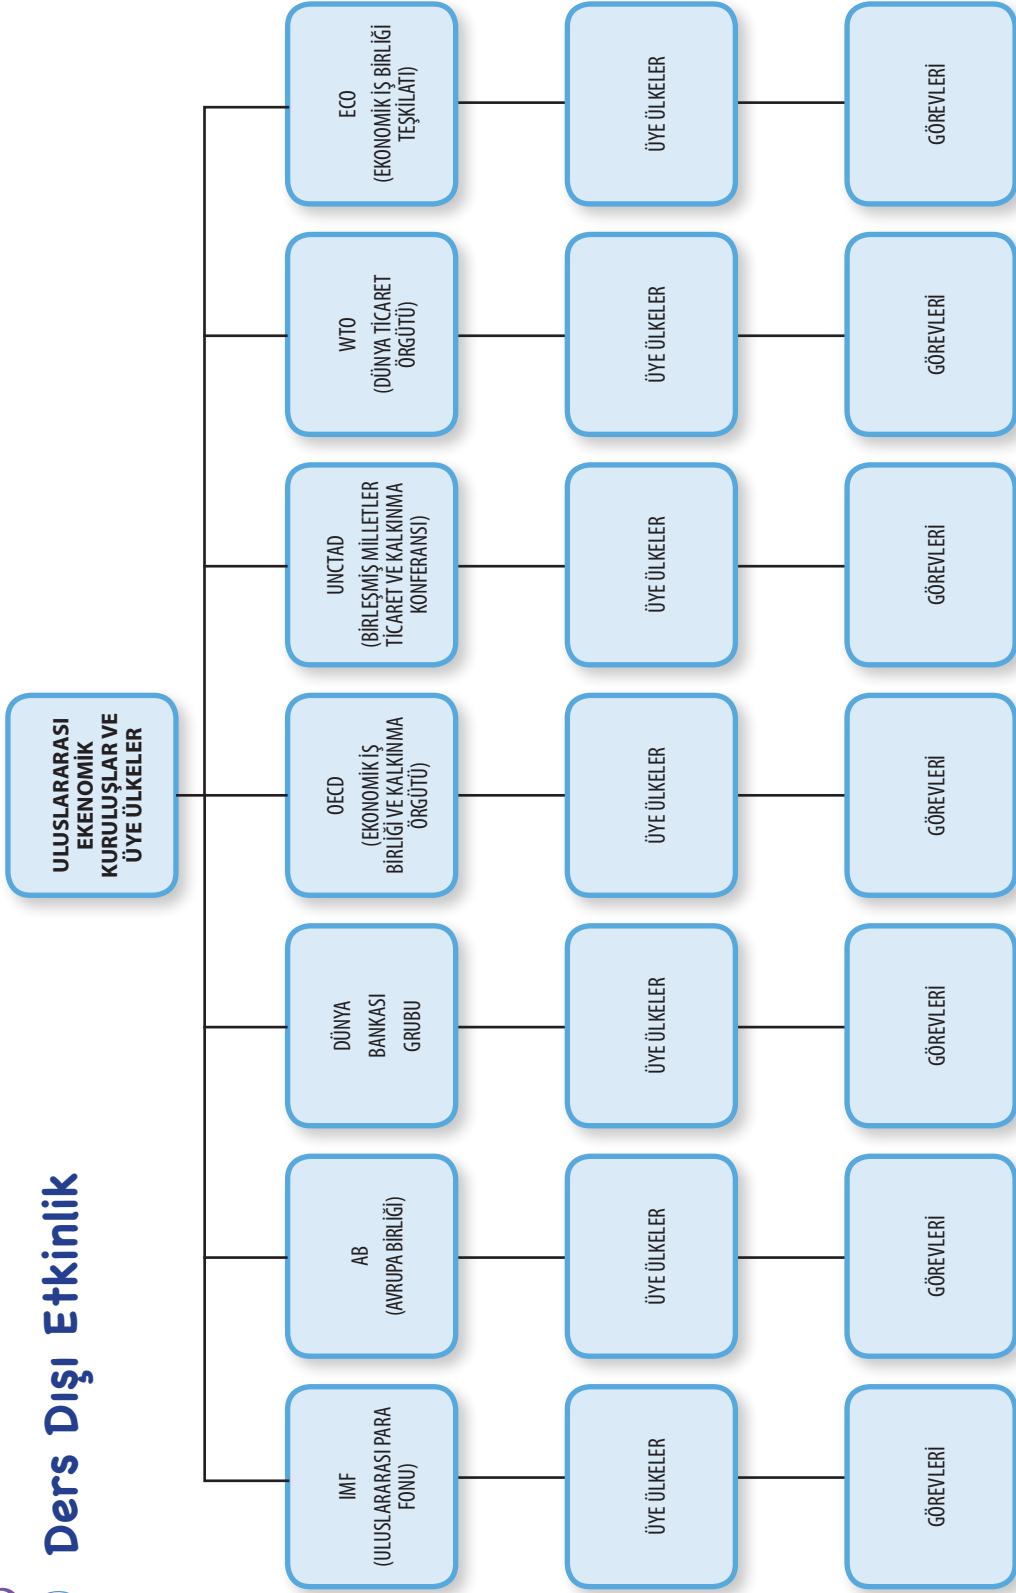 Ders Dışı Etkinlik
ULUSLARARASI
EKENOMİK
KURULUŞLAR VE
ÜYE ÜLKELER
IMF
(ULUSLARARASI PARA
FONU)
AB
(AVRUPA BİRLİĞİ)
DÜNYA
BANKASI
GRUBU
OECD
(EKONOMİK İŞ
BİRLİĞİ VE KALKINMA
ÖRGÜTÜ)
UNCTAD
(BİRLEŞMİŞ MİLLETLER
TİCARET VE KALKINMA
KONFERANSI)
WTO
(DÜNYA TİCARET
ÖRGÜTÜ)
ECO
(EKONOMİK İŞ BİRLİĞİ
TEŞKİLATI)
ÜYE ÜLKELER
ÜYE ÜLKELER
ÜYE ÜLKELER
ÜYE ÜLKELER
ÜYE ÜLKELER
ÜYE ÜLKELER
ÜYE ÜLKELER
GÖREVLERİ
GÖREVLERİ
GÖREVLERİ
GÖREVLERİ
GÖREVLERİ
GÖREVLERİ
GÖREVLERİ